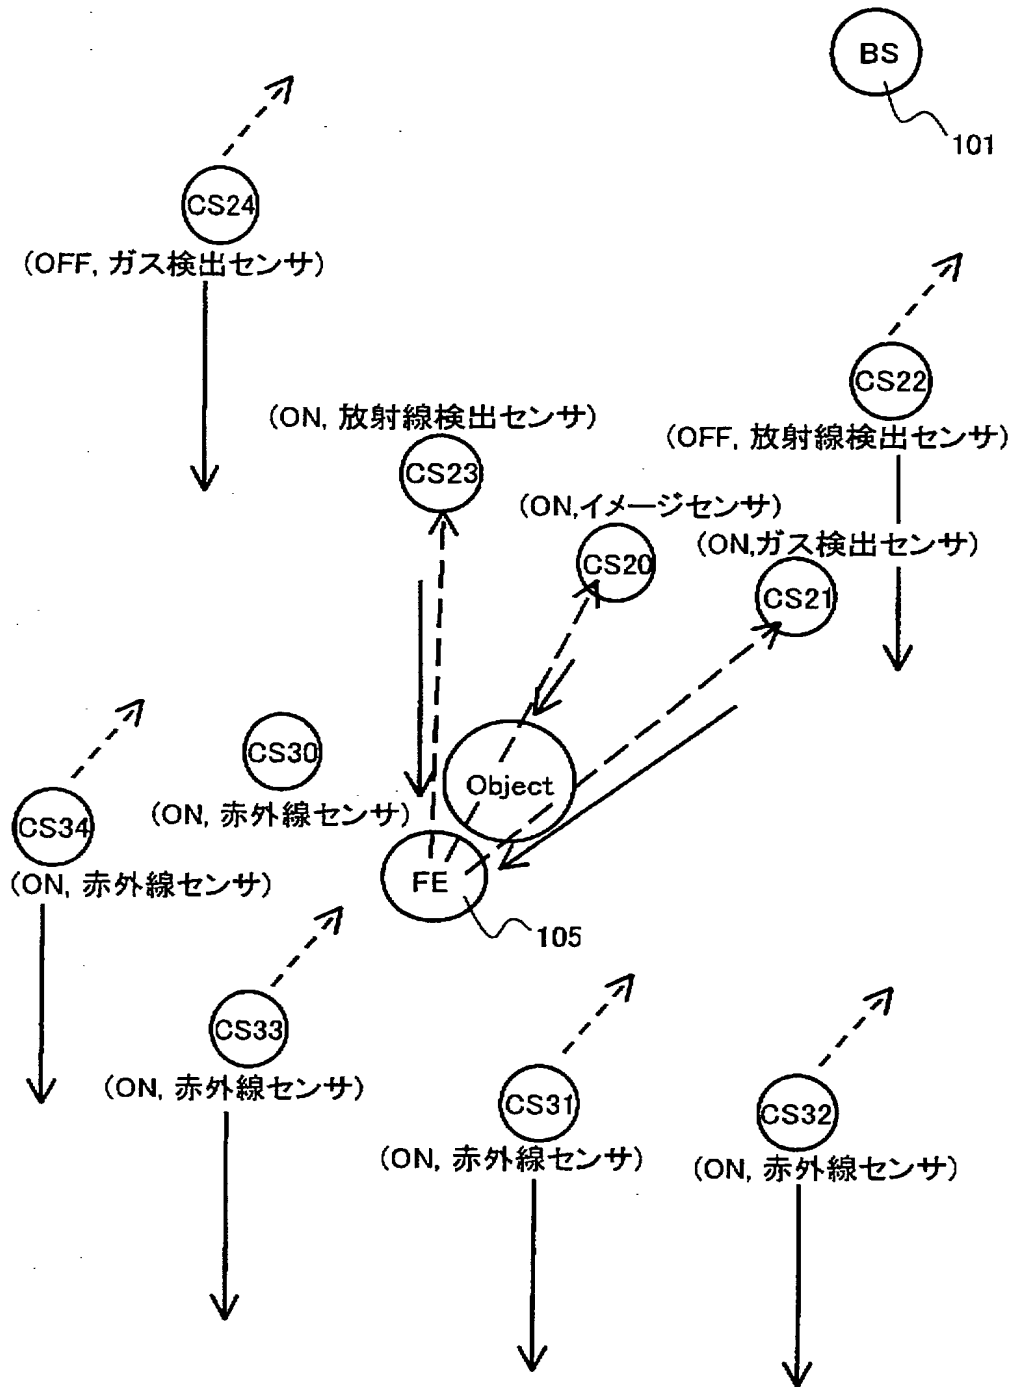 BS
101
CS24
(OFF, ガス検出センサ)
CS22
(OFF, 放射線検出センサ)
(ON, 放射線検出センサ)
CS23
(ON,イメージセンサ)
CS20
(ON,ガス検出センサ)
CS21
CS30
(ON, 赤外線センサ)
Object
CS34
(ON, 赤外線センサ)
FE
105
CS33
(ON, 赤外線センサ)
CS31
(ON, 赤外線センサ)
CS32
(ON, 赤外線センサ)